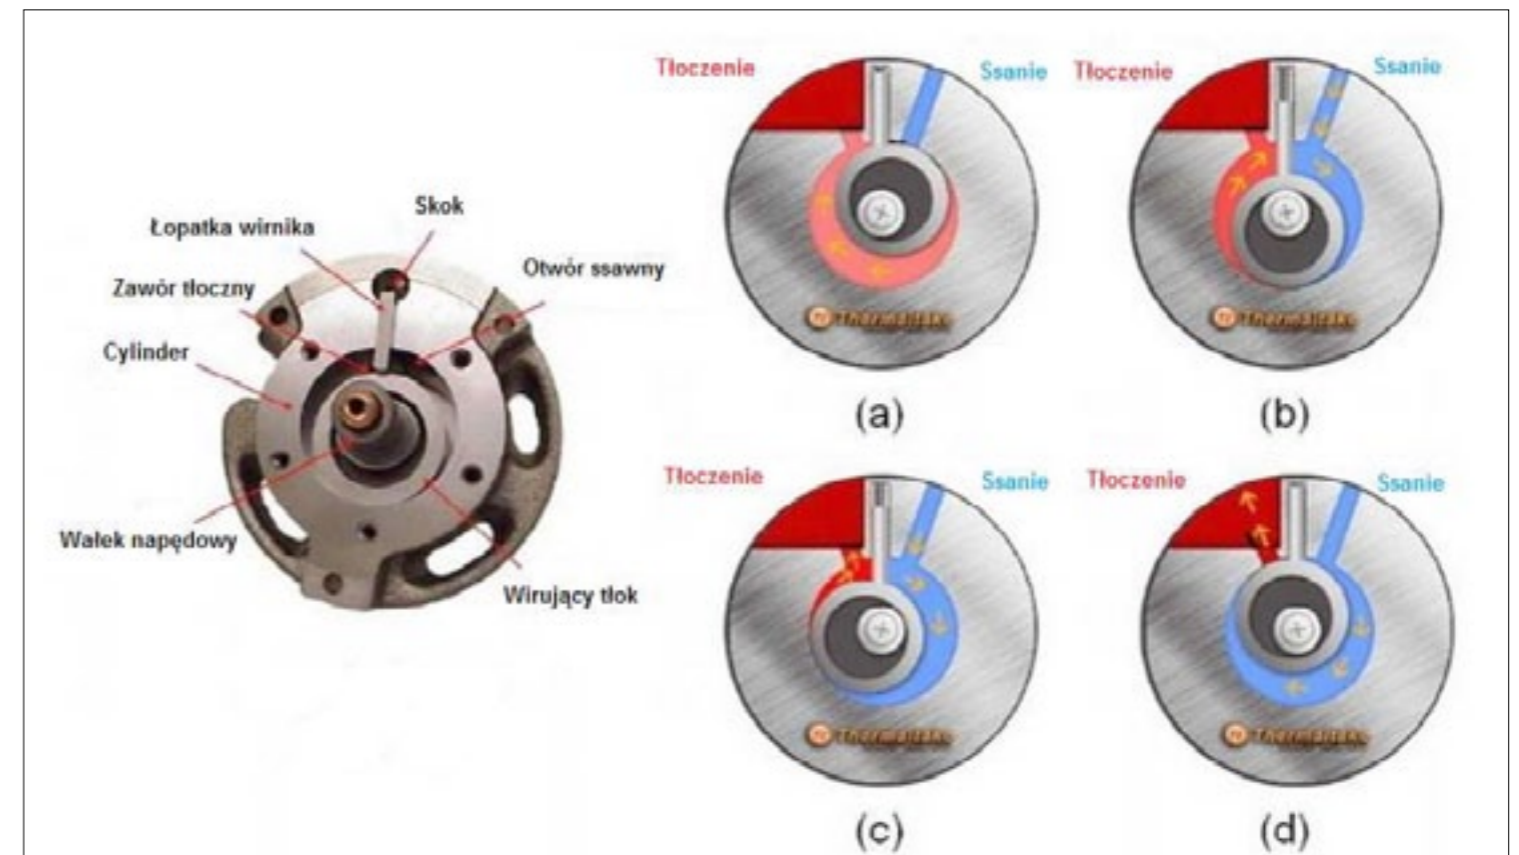 Skok
Łopatka wirnika
Otwór ssawny
Zawór tłoczny
Cylinder
Wałek napędowy
Wirujący tłok
Tłoczenie
Ssanie
(a)
Tłoczenie
Ssanie
(b)
Tłoczenie
Ssanie
(c)
Tłoczenie
Ssanie
(d)